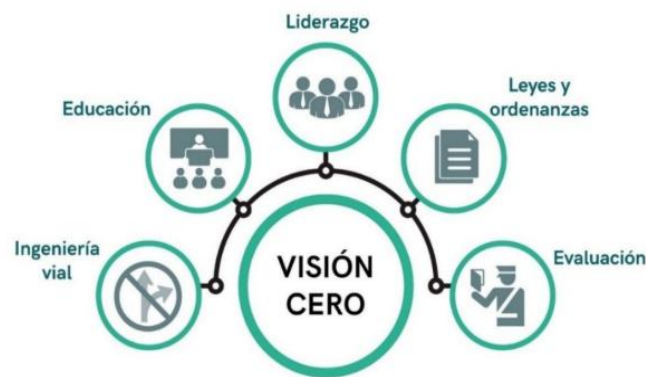 Liderazgo
Educación
Leyes y
ordenanzas
Ingeniería
vial
Evaluación
VISIÓN
CERO